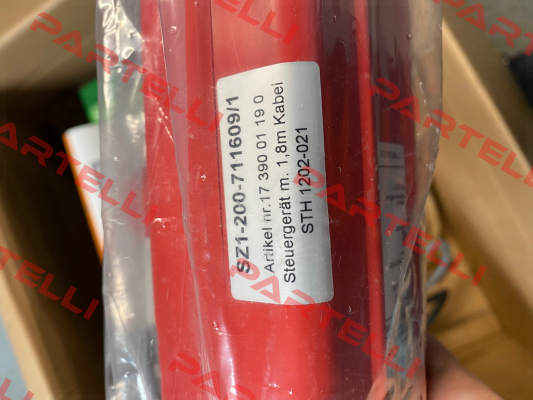 SZ1-200-711609/1
Artikel nr.17 390 01 19 0
Steuergerät m. 1,8m Kabel
STH 1202-021
PARTELLI
PARTELLI
PARTELLI
PARTELLI
PARTELLI
PARTELLI